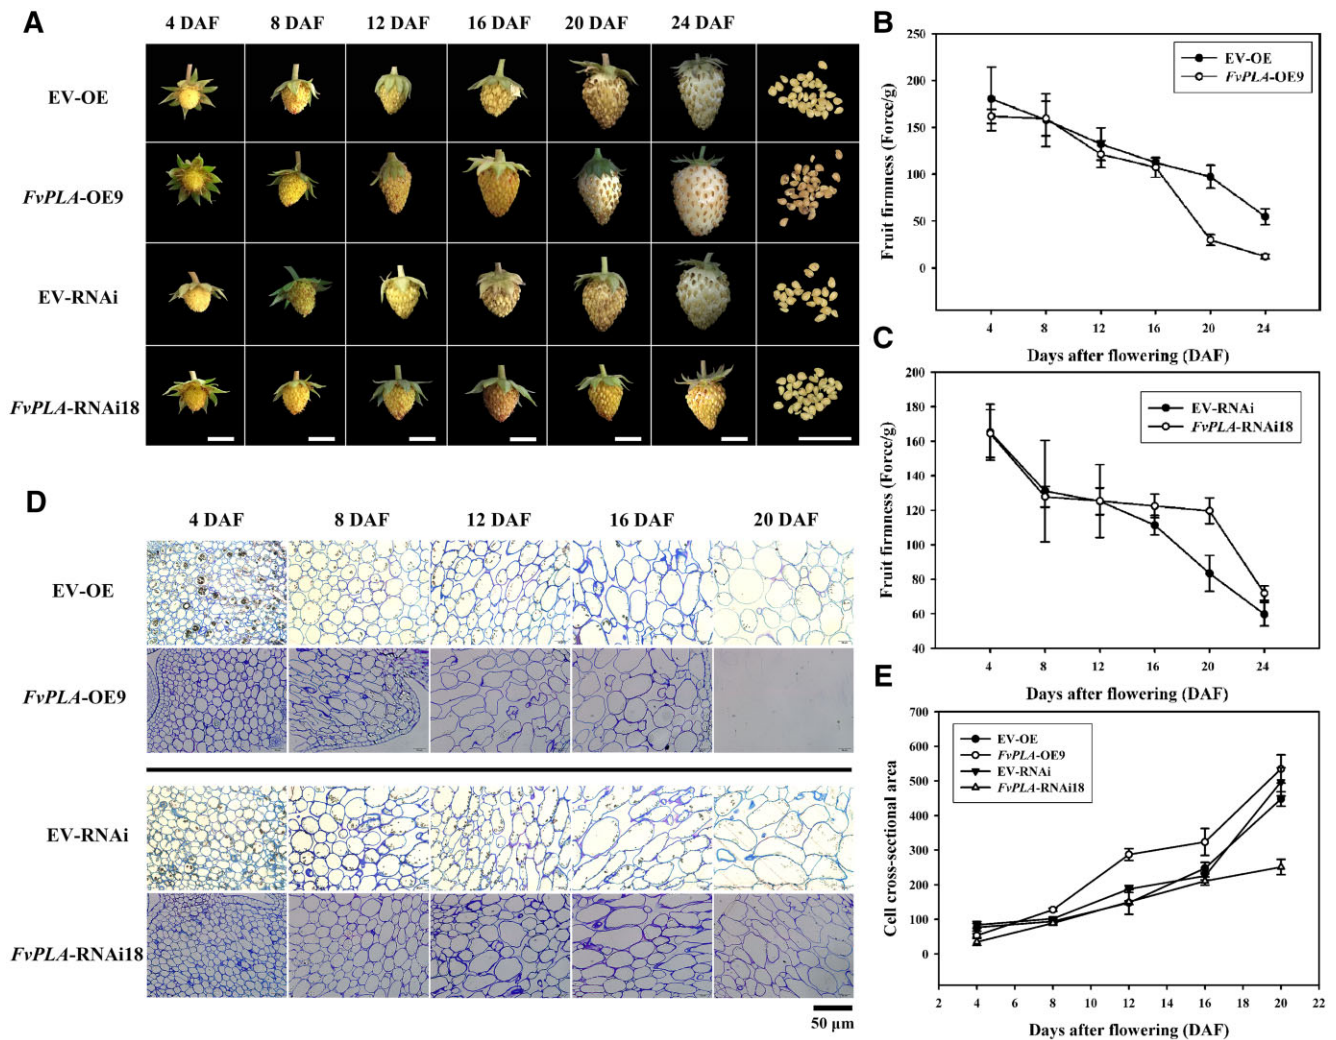 A
4 DAF 8 DAF 12 DAF 16 DAF 20 DAF 24 DAF
EV-OE
FvPLA-OE9
EV-RNAi
FvPLA-RNAi18
B
250
200
150
100
50
0
Fruit firmness (Force/g)
EV-OE
FvPLA-OE9
4 8 12 16 20 24
Days after flowering (DAF)
C
200
180
160
140
120
100
80
60
40
Fruit firmness (Force/g)
EV-RNAi
FvPLA-RNAi18
4 8 12 16 20 24
Days after flowering (DAF)
D
4 DAF 8 DAF 12 DAF 16 DAF 20 DAF
EV-OE
FvPLA-OE9
EV-RNAi
FvPLA-RNAi18
50 µm
E
700
600
500
400
300
200
100
0
Cell cross-sectional area
EV-OE
FvPLA-OE9
EV-RNAi
FvPLA-RNAi18
2 4 6 8 10 12 14 16 18 20 22
Days after flowering (DAF)